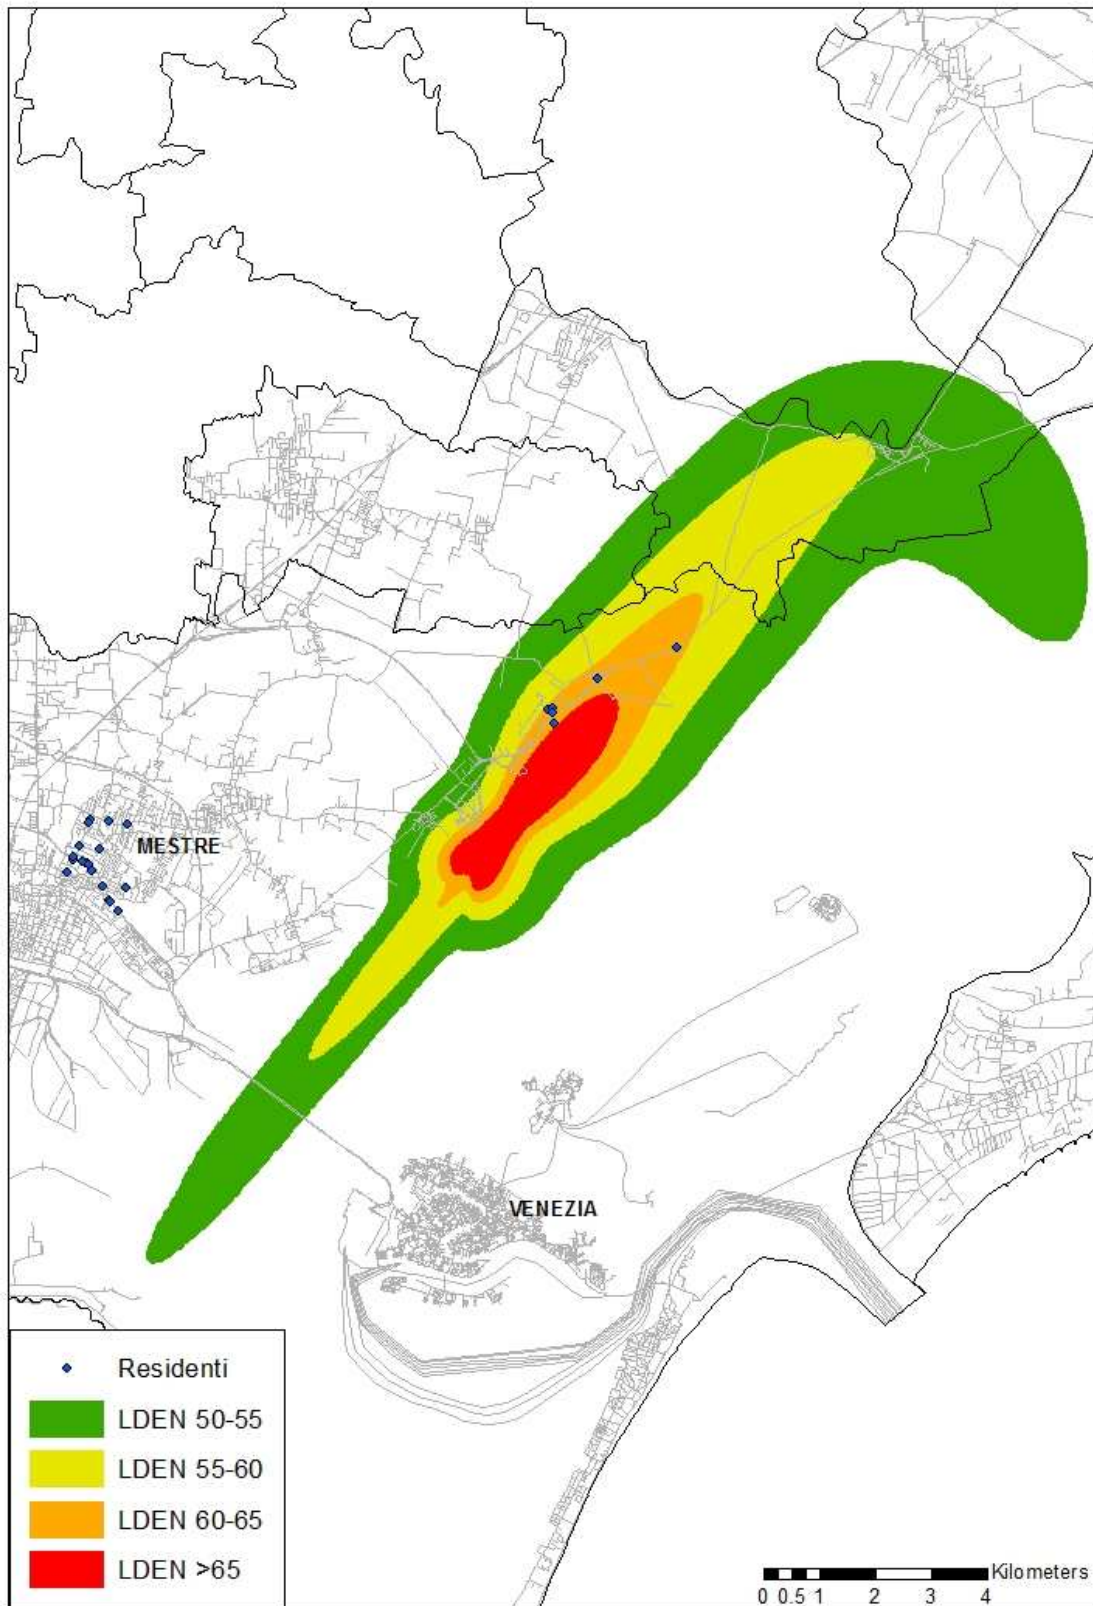 MESTRE
VENEZIA
Residenti
LDEN 50-55
LDEN 55-60
LDEN 60-65
LDEN >65
Kilometers
0 0.5 1 2 3 4